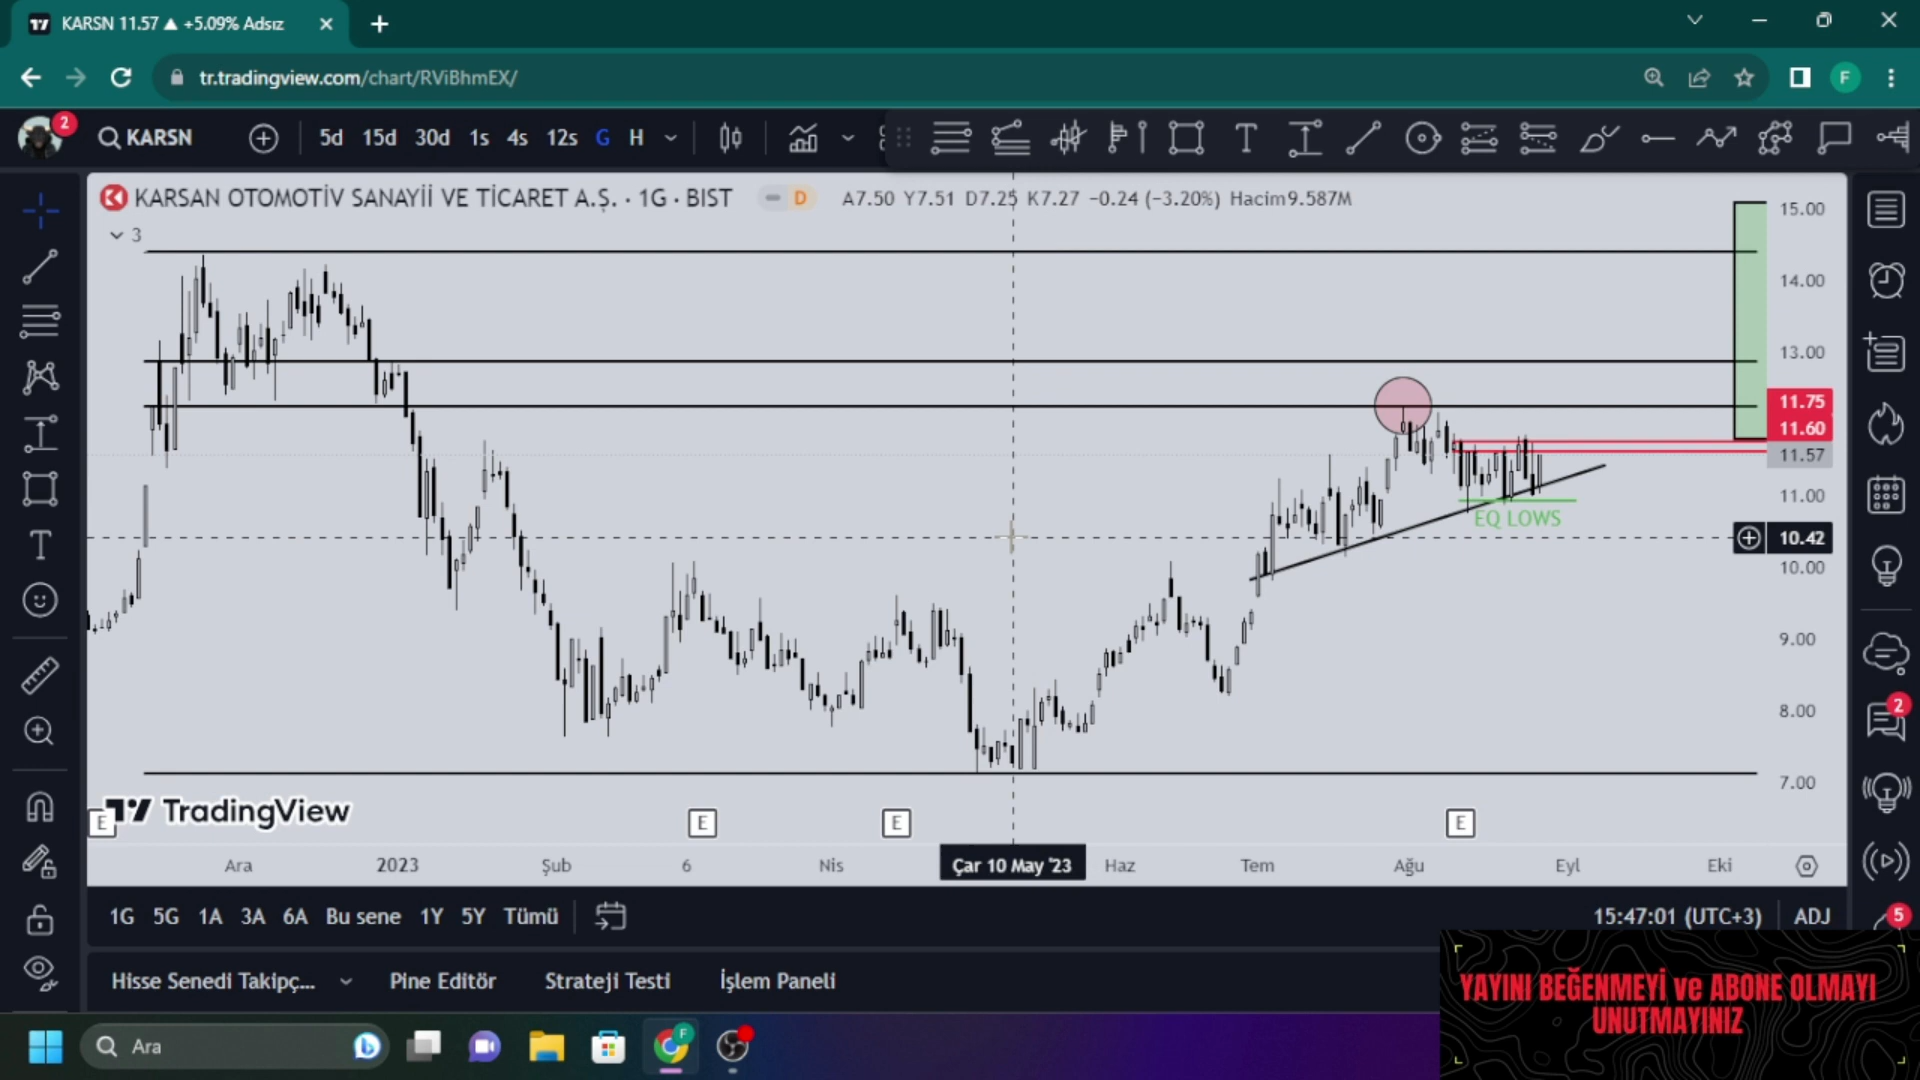 KARSN 11.57 ▲ +5.09% Adsız
tr.tradingview.com/chart/RViBhmEX/
F
2
KARSN
5d 15d 30d 1s 4s 12s G H
KARSAN OTOMOTİV SANAYİİ VE TİCARET A.Ş. · 1G · BIST
D
A7.50 Y7.51 D7.25 K7.27 −0.24 (−3.20%) Hacim9.587M
3
15.00
14.00
13.00
11.75
11.60
11.57
11.00
EQ LOWS
10.42
10.00
9.00
8.00
7.00
2
TradingView
E
E
E
E
Ara 2023 Şub 6 Nis Çar 10 May '23 Haz Tem Ağu Eyl Eki
1G 5G 1A 3A 6A Bu sene 1Y 5Y Tümü
15:47:01 (UTC+3) ADJ
5
Hisse Senedi Takipç... Pine Editör Strateji Testi İşlem Paneli
YAYINI BEĞENMEYİ ve ABONE OLMAYI
UNUTMAYINIZ
Ara
F